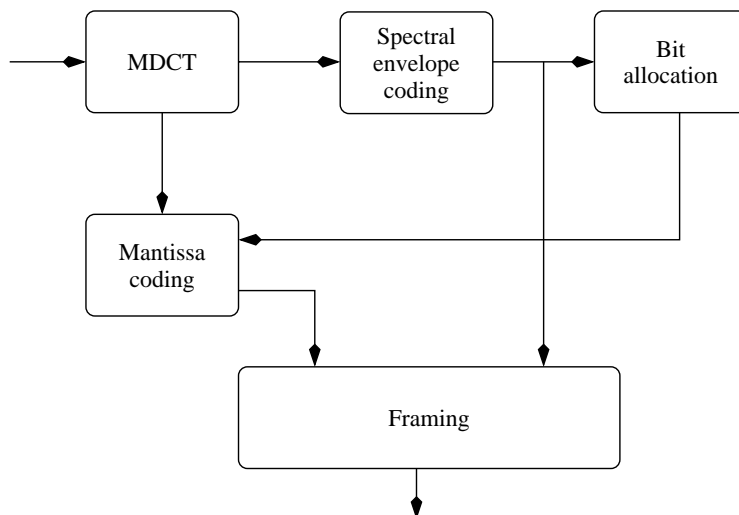 MDCT
Spectral
envelope
coding
Bit
allocation
Mantissa
coding
Framing